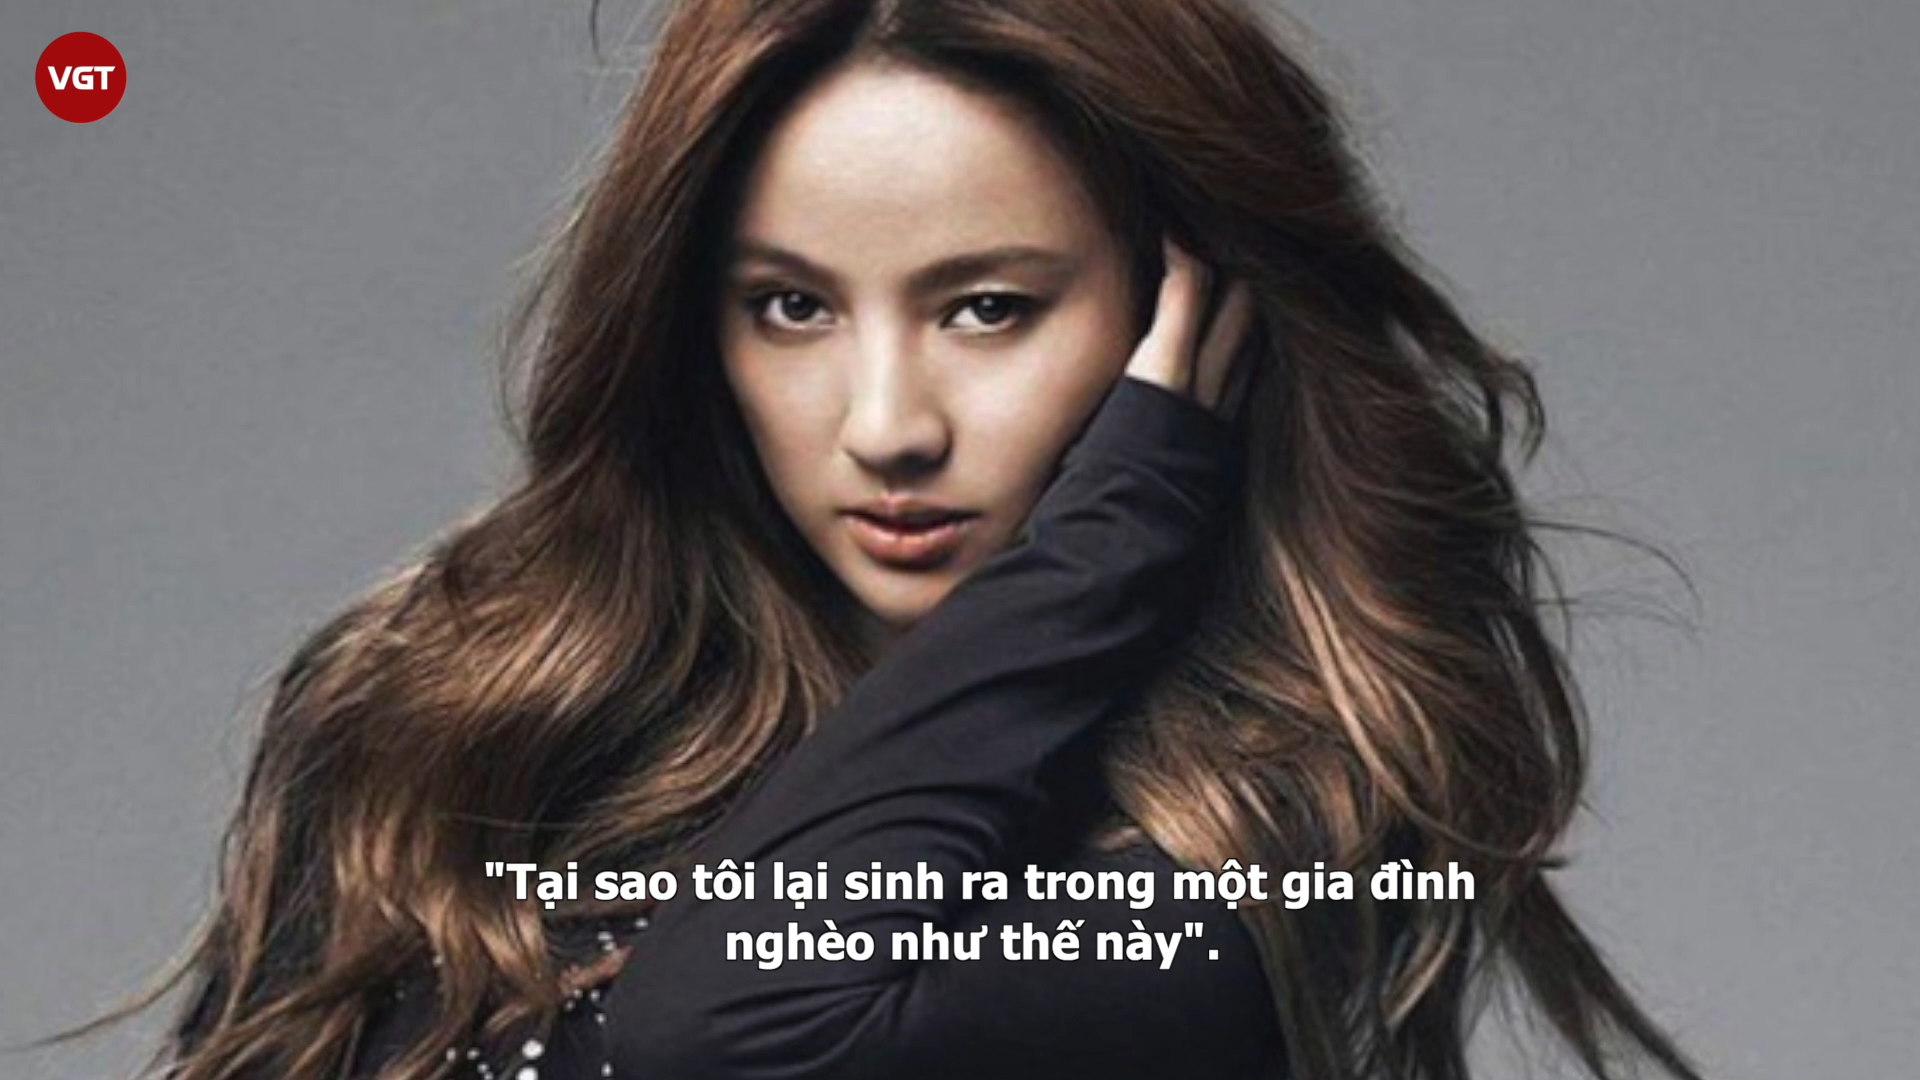 VGT
"Tại sao tôi lại sinh ra trong một gia đình
nghèo như thế này".